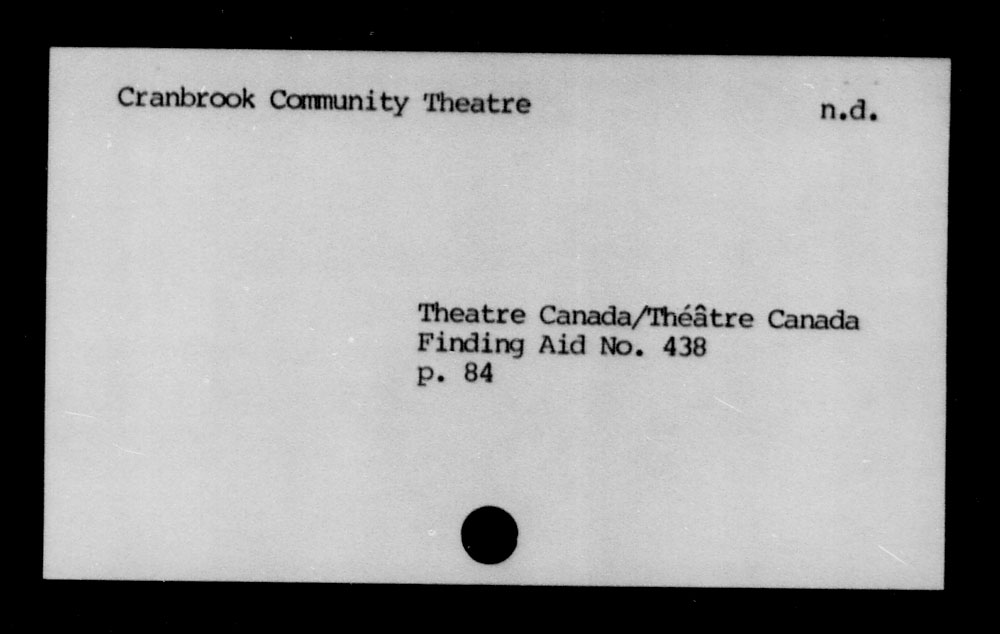 Cranbrook Community Theatre n.d.
Theatre Canada/Théâtre Canada
Finding Aid No. 438
p. 84